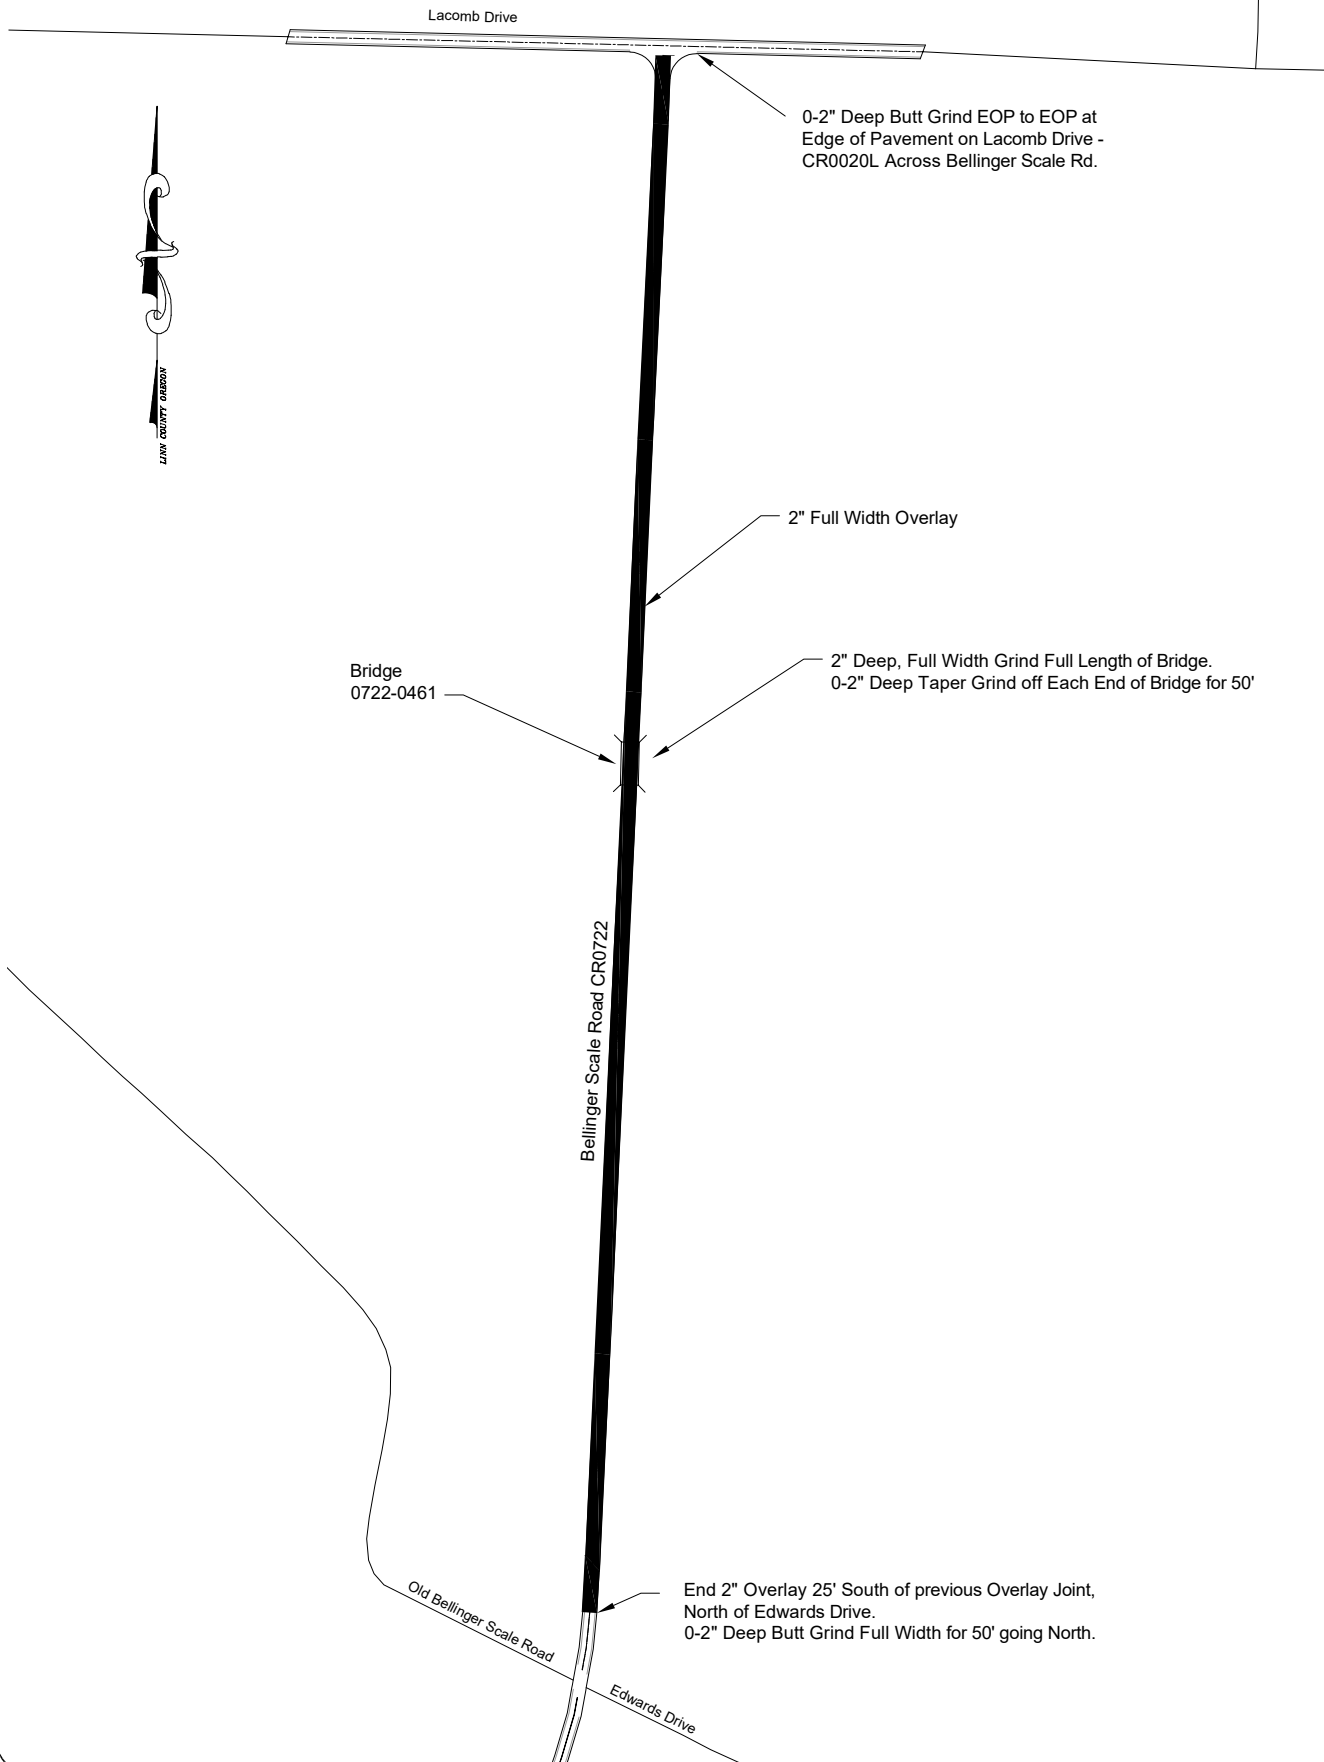 Lacomb Drive
0-2" Deep Butt Grind EOP to EOP at
Edge of Pavement on Lacomb Drive -
CR0020L Across Bellinger Scale Rd.
LINN COUNTY OREGON
2" Full Width Overlay
Bridge
0722-0461
2" Deep, Full Width Grind Full Length of Bridge.
0-2" Deep Taper Grind off Each End of Bridge for 50'
Bellinger Scale Road CR0722
End 2" Overlay 25' South of previous Overlay Joint,
North of Edwards Drive.
0-2" Deep Butt Grind Full Width for 50' going North.
Old Bellinger Scale Road
Edwards Drive